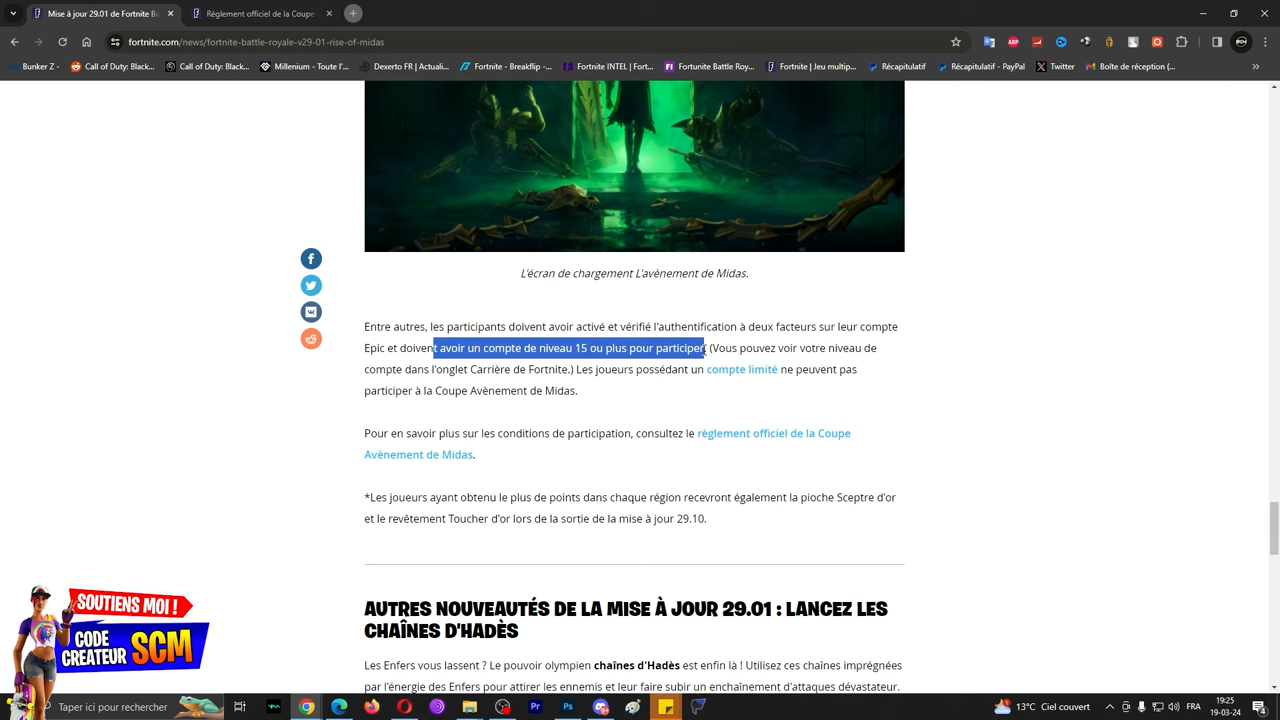 Mise à jour 29.01 de Fortnite Ba
Règlement officiel de la Coupe
fortnite.com/news/fortnite-battle-royale-v29-01-rise-of-midas
Bunker Z -
Call of Duty: Black...
Call of Duty: Black...
Millenium - Toute l'...
Dexerto FR | Actuali...
Fortnite - Breakflip -...
Fortnite INTEL | Fort...
Fortunite Battle Roy...
Fortnite | Jeu multip...
Récapitulatif
Récapitulatif - PayPal
Twitter
Boîte de réception (...
L'écran de chargement L'avènement de Midas.
Entre autres, les participants doivent avoir activé et vérifié l'authentification à deux facteurs sur leur compte
Epic et doivent avoir un compte de niveau 15 ou plus pour participer. (Vous pouvez voir votre niveau de
compte dans l'onglet Carrière de Fortnite.) Les joueurs possédant un compte limité ne peuvent pas
participer à la Coupe Avènement de Midas.
Pour en savoir plus sur les conditions de participation, consultez le règlement officiel de la Coupe
Avènement de Midas.
*Les joueurs ayant obtenu le plus de points dans chaque région recevront également la pioche Sceptre d'or
et le revêtement Toucher d'or lors de la sortie de la mise à jour 29.10.
AUTRES NOUVEAUTÉS DE LA MISE À JOUR 29.01 : LANCEZ LES
CHAÎNES D'HADÈS
Les Enfers vous lassent ? Le pouvoir olympien chaînes d'Hadès est enfin là ! Utilisez ces chaînes imprégnées
par l'énergie des Enfers pour attirer les ennemis et leur faire subir un enchaînement d'attaques dévastateur.
SOUTIENS MOI !
CODE
CREATEUR
SCM
Taper ici pour rechercher
13°C Ciel couvert
FRA
19:25
19-03-24